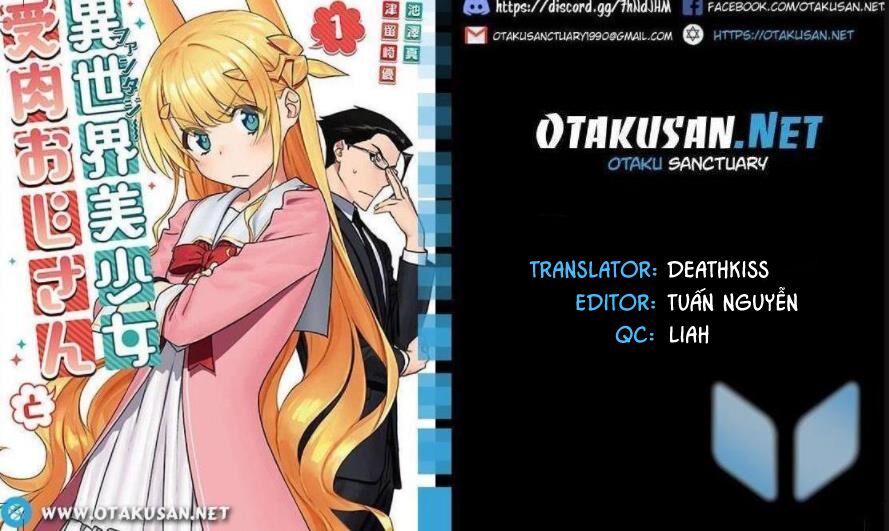 異世界美少女
ファンタジー
受肉おじさん
と
1
池澤真
津留崎優
WWW.OTAKUSAN.NET
https://discord.gg/7hNdJHM
FACEBOOK.COM/OTAKUSAN.NET
OTAKUSANCTUARY1990@GMAIL.COM
HTTPS://OTAKUSAN.NET
OTAKUSAN.NET
OTAKU SANCTUARY
TRANSLATOR: DEATHKISS
EDITOR: TUẤN NGUYỄN
QC: LIAH